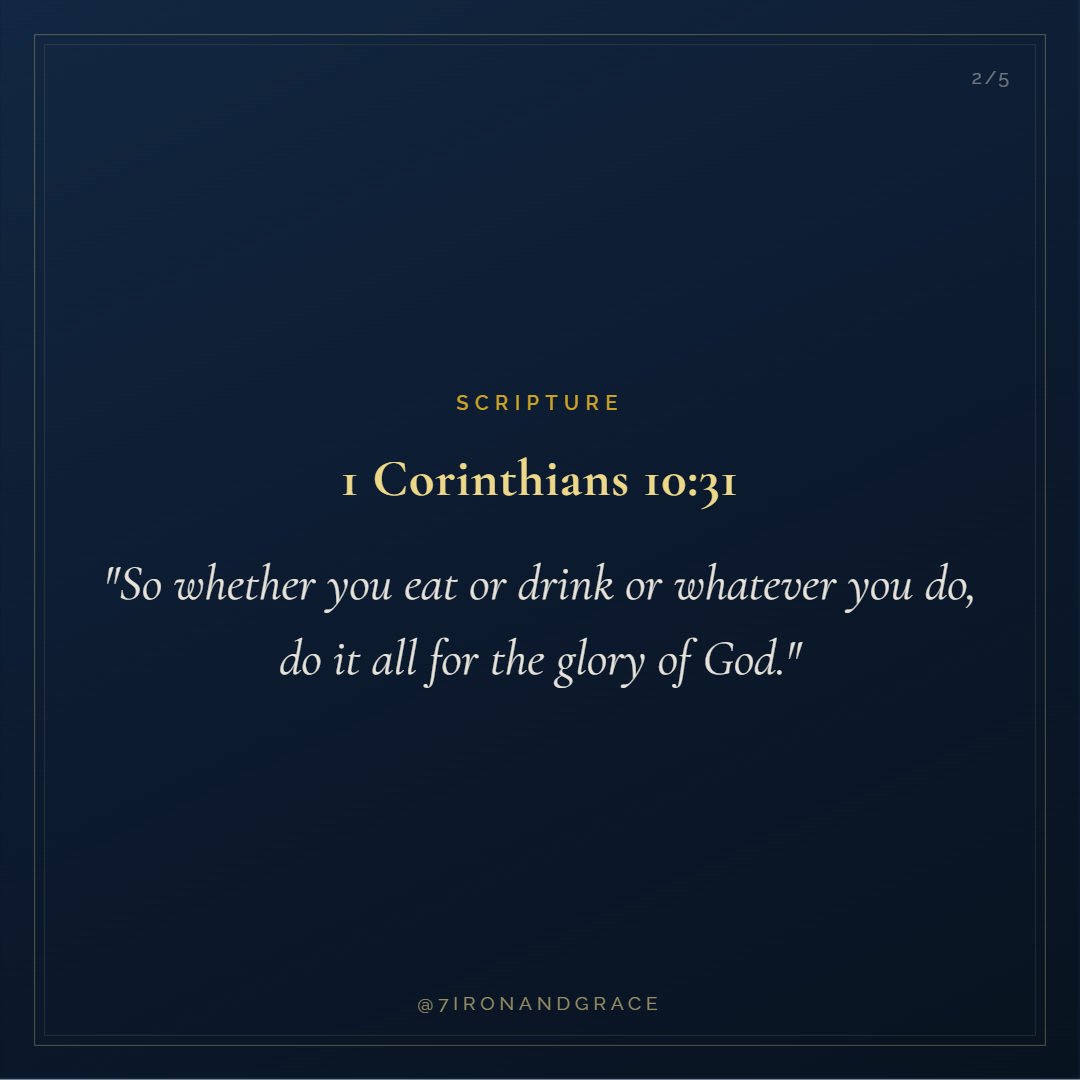 2/5
SCRIPTURE
1 Corinthians 10:31
"So whether you eat or drink or whatever you do,
do it all for the glory of God."
@7IRONANDGRACE